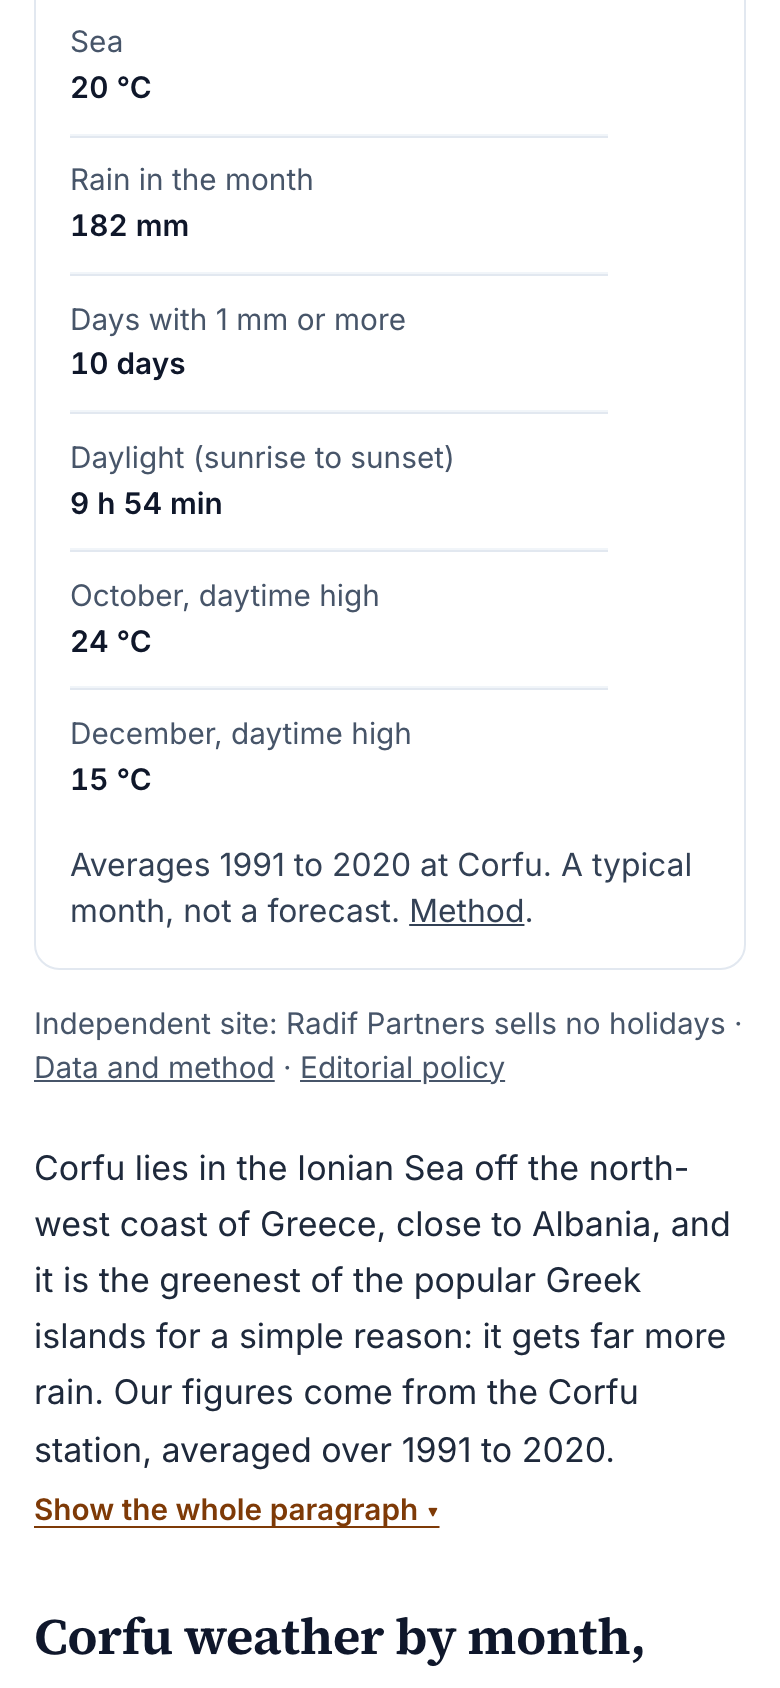 Sea
20 °C
Rain in the month
182 mm
Days with 1 mm or more
10 days
Daylight (sunrise to sunset)
9 h 54 min
October, daytime high
24 °C
December, daytime high
15 °C
Averages 1991 to 2020 at Corfu. A typical
month, not a forecast. Method.
Independent site: Radif Partners sells no holidays ·
Data and method · Editorial policy
Corfu lies in the Ionian Sea off the north-
west coast of Greece, close to Albania, and
it is the greenest of the popular Greek
islands for a simple reason: it gets far more
rain. Our figures come from the Corfu
station, averaged over 1991 to 2020.
Show the whole paragraph ▾
Corfu weather by month,